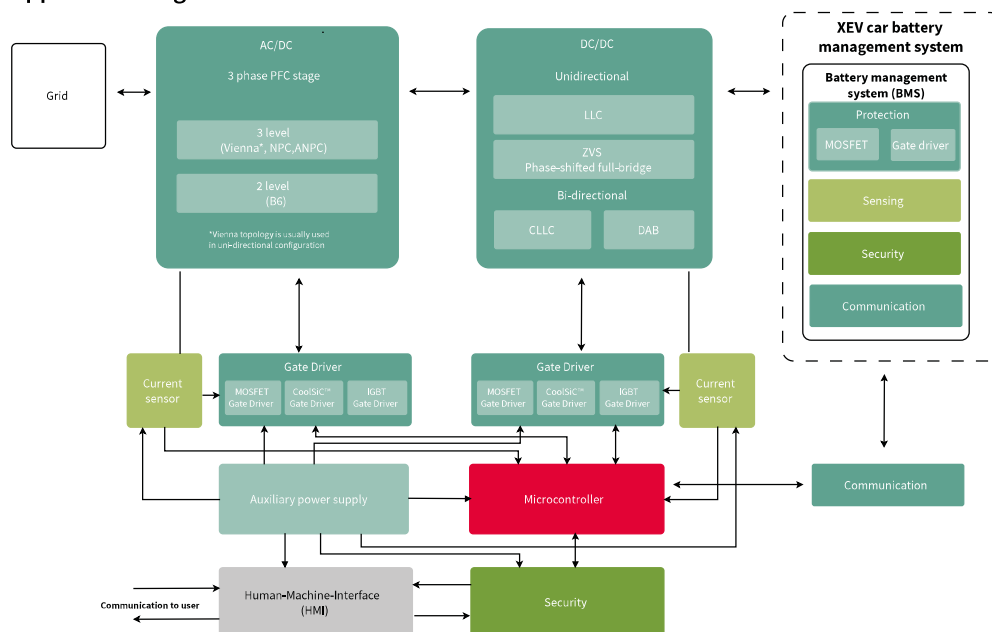 Grid
AC/DC
3 phase PFC stage
3 level
(Vienna*, NPC,ANPC)
2 level
(B6)
*Vienna topology is usually used
in uni-directional configuration
DC/DC
Unidirectional
LLC
ZVS
Phase-shifted full-bridge
Bi-directional
CLLC
DAB
XEV car battery
management system
Battery management
system (BMS)
Protection
MOSFET
Gate driver
Sensing
Security
Communication
Current
sensor
Gate Driver
MOSFET
Gate Driver
CoolSiC™
Gate Driver
IGBT
Gate Driver
Gate Driver
MOSFET
Gate Driver
CoolSiC™
Gate Driver
IGBT
Gate Driver
Current
sensor
Auxiliary power supply
Microcontroller
Communication
Communication to user
Human-Machine-Interface
(HMI)
Security